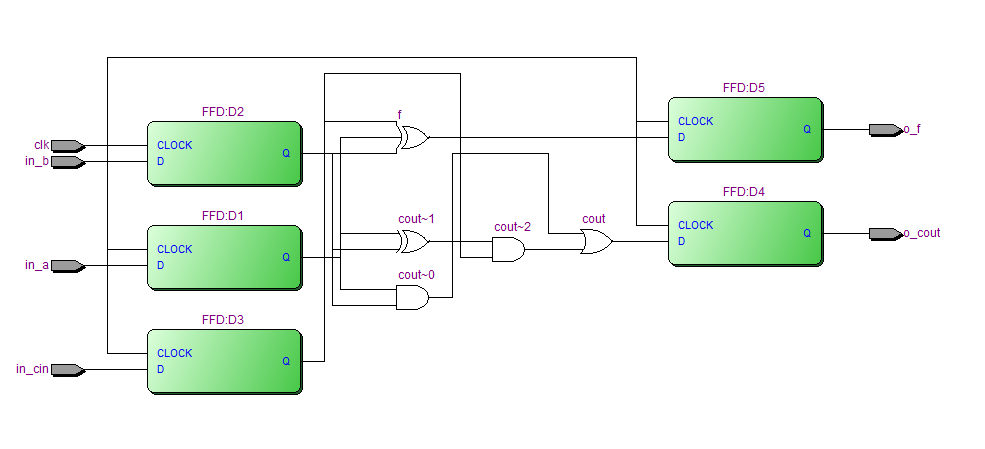 FFD:D5
CLOCK
D
Q
o_f
FFD:D2
clk
in_b
CLOCK
D
Q
f
FFD:D1
in_a
CLOCK
D
Q
cout~1
cout~2
cout
FFD:D4
CLOCK
D
Q
o_cout
cout~0
FFD:D3
in_cin
CLOCK
D
Q